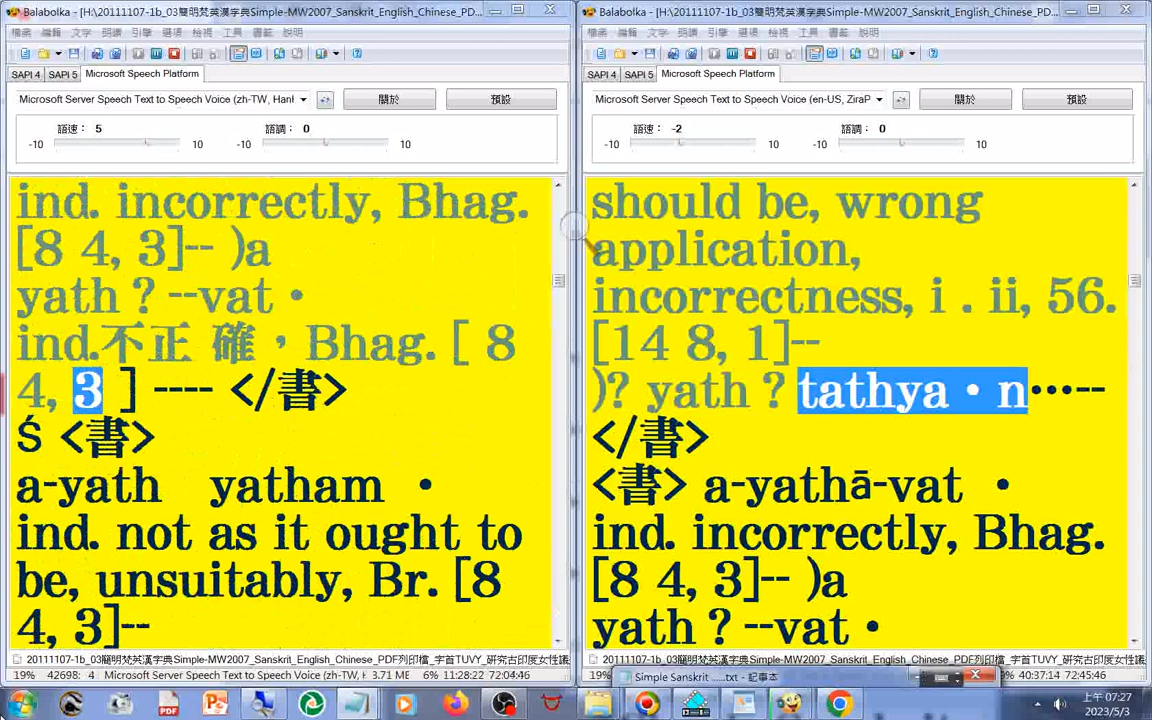 Balabolka - [H:\20111107-1b_03簡明梵英漢字典Simple-MW2007_Sanskrit_English_Chinese_PD...
檔案 編輯 文字 朗讀 引擎 選項 檢視 工具 書籤 說明
SAPI 4 SAPI 5 Microsoft Speech Platform
Microsoft Server Speech Text to Speech Voice (zh-TW, Hanl 關於 預設
語速： 5 語調： 0
-10 10 -10 10
ind. incorrectly, Bhag.
[8 4, 3]-- )a
yath ? --vat •
ind.不正 確，Bhag. [ 8
4, 3 ] ---- </書>
Ś <書>
a-yath yatham •
ind. not as it ought to
be, unsuitably, Br. [8
4, 3]--
20111107-1b_03簡明梵英漢字典Simple-MW2007_Sanskrit_English_Chinese_PDF列印檔_字首TUVY_研究古印度女性議
19% 42698: 4 Microsoft Server Speech Text to Speech Voice (zh-TW, Han 3.71 ME 6% 11:28:22 72:04:46
Balabolka - [H:\20111107-1b_03簡明梵英漢字典Simple-MW2007_Sanskrit_English_Chinese_PD...
檔案 編輯 文字 朗讀 引擎 選項 檢視 工具 書籤 說明
SAPI 4 SAPI 5 Microsoft Speech Platform
Microsoft Server Speech Text to Speech Voice (en-US, ZiraP 關於 預設
語速： -2 語調： 0
-10 10 -10 10
should be, wrong
application,
incorrectness, i . ii, 56.
[14 8, 1]--
)? yath ? tathya • n•••--
</書>
<書> a-yathā-vat •
ind. incorrectly, Bhag.
[8 4, 3]-- )a
yath ? --vat •
20111107-1b_03簡明梵英漢字典Simple-MW2007_Sanskrit_English_Chinese_PDF列印檔_字首TUVY_研究古印度女性議
19% Simple Sanskrit ......txt - 記事本 9% 40:37:14 72:45:46
上午 07:27
2023/5/3